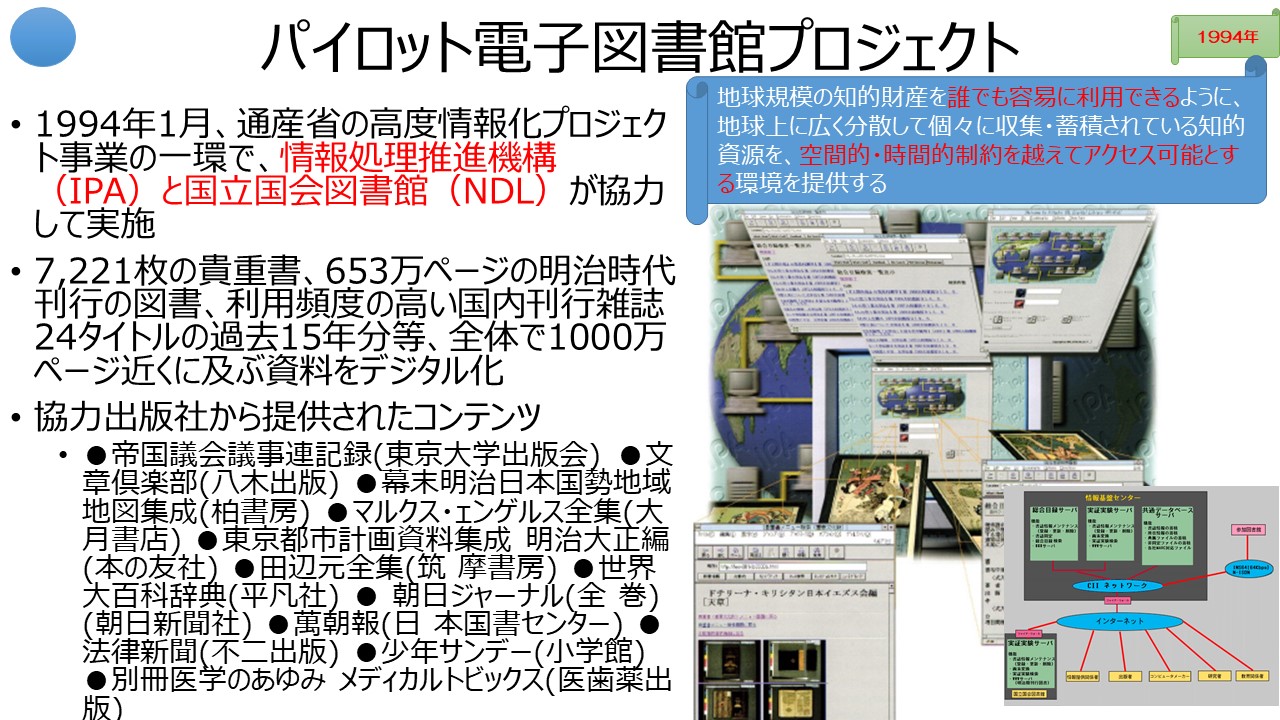 パイロット電子図書館プロジェクト
1994年
• 1994年1月、通産省の高度情報化プロジェク
ト事業の一環で、情報処理推進機構
（IPA）と国立国会図書館（NDL）が協力
して実施
• 7,221枚の貴重書、653万ページの明治時代
刊行の図書、利用頻度の高い国内刊行雑誌
24タイトルの過去15年分等、全体で1000万
ページ近くに及ぶ資料をデジタル化
• 協力出版社から提供されたコンテンツ
• ●帝国議会議事連記録(東京大学出版会) ●文
章倶楽部(八木出版) ●幕末明治日本国勢地域
地図集成(柏書房) ●マルクス・ェンゲルス全集(大
月書店) ●東京都市計画資料集成 明治大正編
(本の友社) ●田辺元全集(筑 摩書房) ●世界
大百科辞典(平凡社) ● 朝日ジャーナル(全 巻)
(朝日新聞社) ●萬朝報(日 本国書センター) ●
法律新聞(不二出版) ●少年サンデー(小学館)
●別冊医学のあゆみ メディカルトビックス(医歯薬出
版)
地球規模の知的財産を誰でも容易に利用できるように、
地球上に広く分散して個々に収集・蓄積されている知的
資源を、空間的・時間的制約を越えてアクセス可能とす
る環境を提供する
ドチリーナ・キリシタン日本イエズス会編
[天草]
情報基盤センター
総合目録サーバ
実証実験サーバ
共通データベース
サーバ
参加図書館
CII ネットワーク
インターネット
実証実験サーバ
国立国会図書館
情報提供関係者
出版者
コンピュータメーカー
研究者
教育関係者